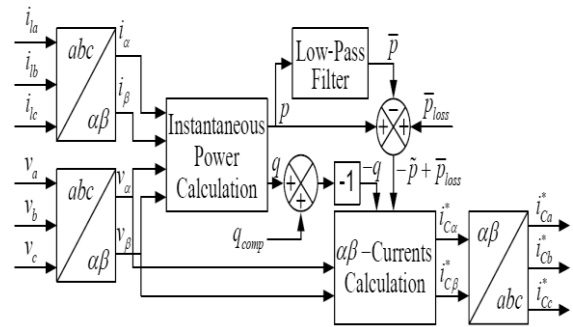 i_la
i_lb
i_lc
abc
αβ
i_α
i_β
v_a
v_b
v_c
abc
αβ
v_α
v_β
Instantaneous
Power
Calculation
p
q
Low-Pass
Filter
p̄
−
+
+
p̄_loss
+
+
q_comp
-1
−q
−p̃ + p̄_loss
αβ−Currents
Calculation
i*_Cα
i*_Cβ
αβ
abc
i*_Ca
i*_Cb
i*_Cc